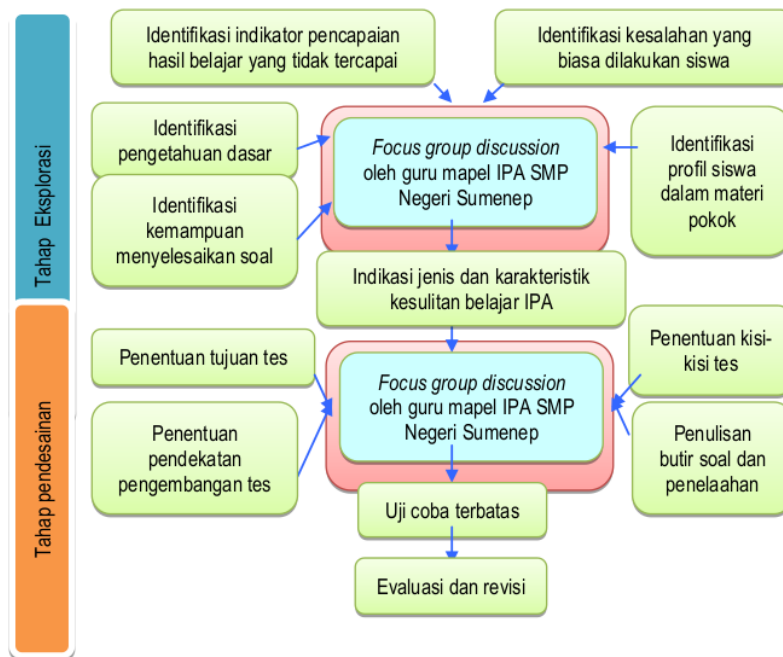 Identifikasi indikator pencapaian
hasil belajar yang tidak tercapai
Identifikasi kesalahan yang
biasa dilakukan siswa
Tahap Eksplorasi
Identifikasi
pengetahuan dasar
Identifikasi
kemampuan
menyelesaikan soal
Focus group discussion
oleh guru mapel IPA SMP
Negeri Sumenep
Identifikasi
profil siswa
dalam materi
pokok
Indikasi jenis dan karakteristik
kesulitan belajar IPA
Tahap pendesainan
Penentuan tujuan tes
Penentuan
pendekatan
pengembangan tes
Focus group discussion
oleh guru mapel IPA SMP
Negeri Sumenep
Penentuan kisi-
kisi tes
Penulisan
butir soal dan
penelaahan
Uji coba terbatas
Evaluasi dan revisi